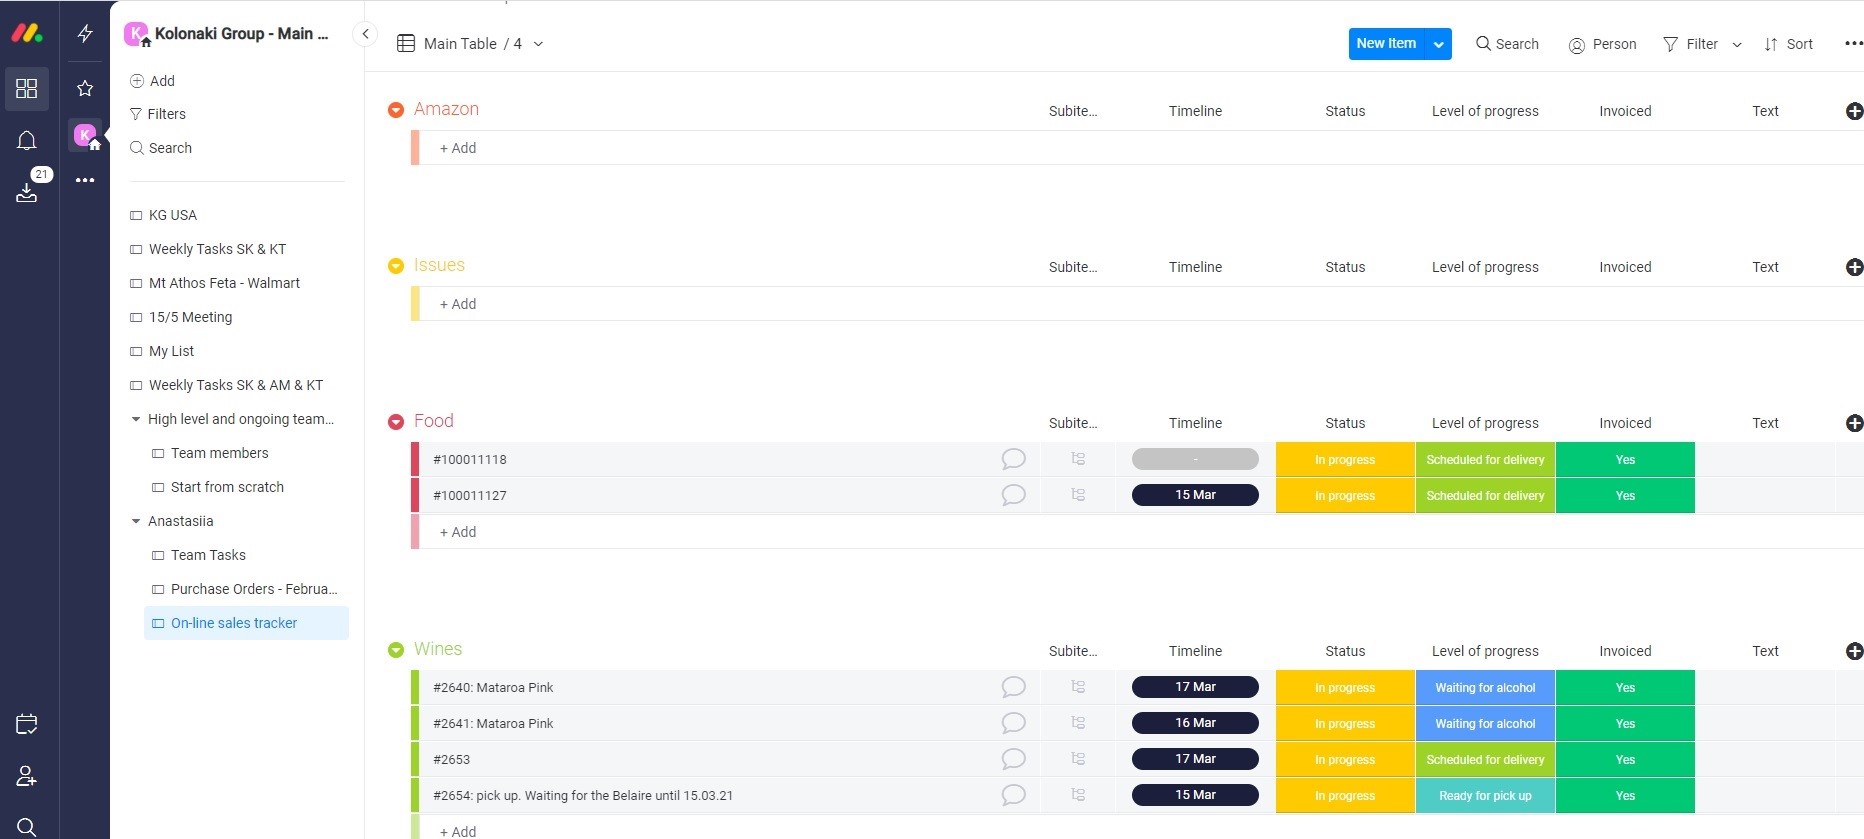 K Kolonaki Group - Main ...
Add
Filters
Search
K
21
KG USA
Weekly Tasks SK & KT
Mt Athos Feta - Walmart
15/5 Meeting
My List
Weekly Tasks SK & AM & KT
High level and ongoing team...
Team members
Start from scratch
Anastasiia
Team Tasks
Purchase Orders - Februa...
On-line sales tracker
Main Table / 4
New Item Search Person Filter Sort
Amazon Subite... Timeline Status Level of progress Invoiced Text
+ Add
Issues Subite... Timeline Status Level of progress Invoiced Text
+ Add
Food Subite... Timeline Status Level of progress Invoiced Text
#100011118 - In progress Scheduled for delivery Yes
#100011127 15 Mar In progress Scheduled for delivery Yes
+ Add
Wines Subite... Timeline Status Level of progress Invoiced Text
#2640: Mataroa Pink 17 Mar In progress Waiting for alcohol Yes
#2641: Mataroa Pink 16 Mar In progress Waiting for alcohol Yes
#2653 17 Mar In progress Scheduled for delivery Yes
#2654: pick up. Waiting for the Belaire until 15.03.21 15 Mar In progress Ready for pick up Yes
+ Add